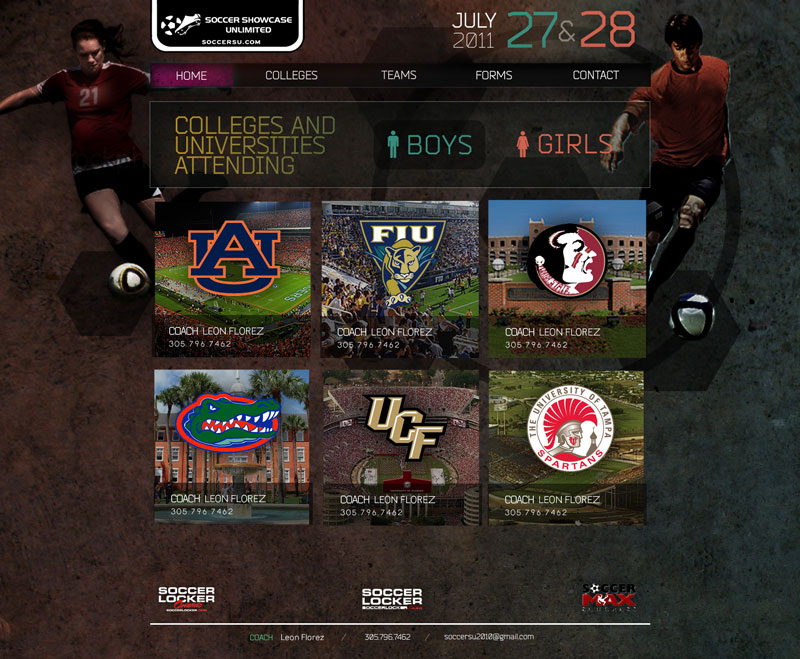 SOCCER SHOWCASE
UNLIMITED
SOCCERSU.COM
JULY
2011
27 & 28
HOME COLLEGES TEAMS FORMS CONTACT
21
COLLEGES AND
UNIVERSITIES
ATTENDING
BOYS GIRLS
AU
COACH LEON FLOREZ
305.796.7462
FIU
COACH LEON FLOREZ
305.796.7462
COACH LEON FLOREZ
305.796.7462
COACH LEON FLOREZ
305.796.7462
UCF
COACH LEON FLOREZ
305.796.7462
THE UNIVERSITY OF TAMPA
SPARTANS
COACH LEON FLOREZ
305.796.7462
SOCCER
LOCKER
SOCCER
LOCKER
SOCCER
MAX
COACH Leon Florez / 305.796.7462 / soccersu2010@gmail.com